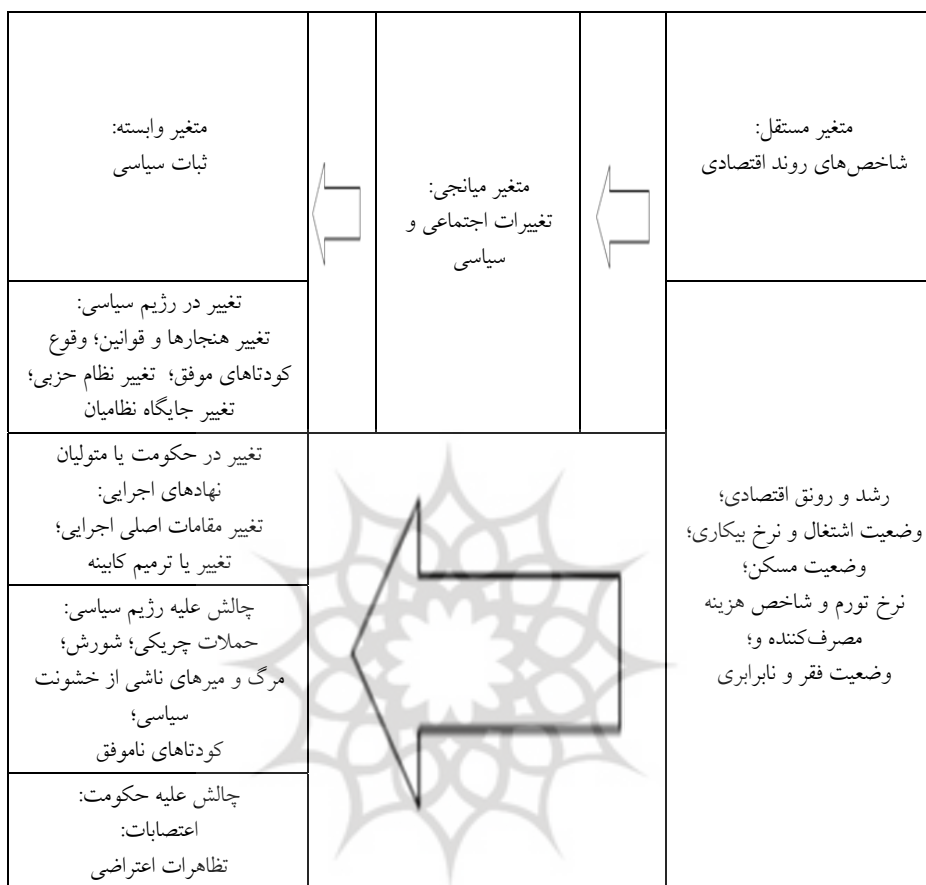 متغیر مستقل:
شاخص‌های روند اقتصادی
متغیر میانجی:
تغییرات اجتماعی و
سیاسی
متغیر وابسته:
ثبات سیاسی
رشد و رونق اقتصادی؛
وضعیت اشتغال و نرخ بیکاری؛
وضعیت مسکن؛
نرخ تورم و شاخص هزینه
مصرف‌کننده و؛
وضعیت فقر و نابرابری
تغییر در رژیم سیاسی:
تغییر هنجارها و قوانین؛ وقوع
کودتاهای موفق؛ تغییر نظام حزبی؛
تغییر جایگاه نظامیان
تغییر در حکومت یا متولیان
نهادهای اجرایی:
تغییر مقامات اصلی اجرایی؛
تغییر یا ترمیم کابینه
چالش علیه رژیم سیاسی:
حملات چریکی؛ شورش؛
مرگ و میرهای ناشی از خشونت
سیاسی؛
کودتاهای ناموفق
چالش علیه حکومت:
اعتصابات:
تظاهرات اعتراضی